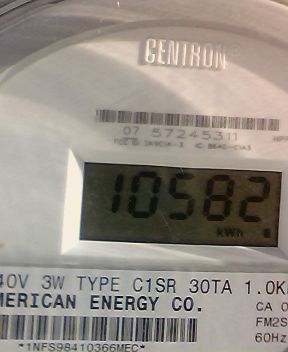 CENTRON®
07 57245311
10582
kWh
40V 3W TYPE C1SR 30TA 1.0K
MERICAN ENERGY CO.
CA 0
FM2S
60Hz
*1NFS98410366MEC*